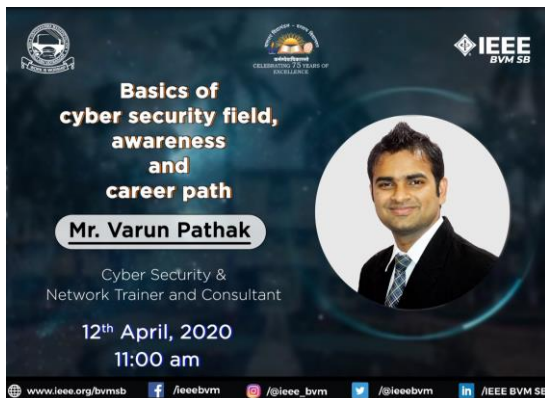 IEEE
BVM SB
CELEBRATING 75 YEARS OF
EXCELLENCE
Basics of
cyber security field,
awareness
and
career path
Mr. Varun Pathak
Cyber Security &
Network Trainer and Consultant
12th April, 2020
11:00 am
www.ieee.org/bvmsb
/ieeebvm
/@ieee_bvm
/@ieeebvm
/IEEE BVM SB